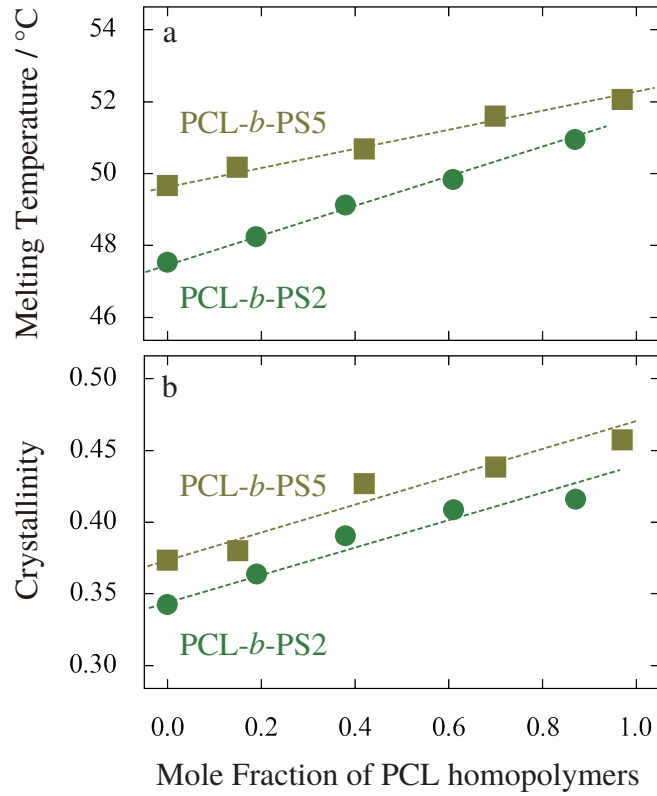 Melting Temperature / °C
54
52
50
48
46
a
PCL-b-PS5
PCL-b-PS2
Crystallinity
0.50
0.45
0.40
0.35
0.30
b
PCL-b-PS5
PCL-b-PS2
0.0 0.2 0.4 0.6 0.8 1.0
Mole Fraction of PCL homopolymers